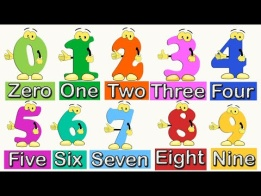 0 1 2 3 4
Zero One Two Three Four
5 6 7 8 9
Five Six Seven Eight Nine